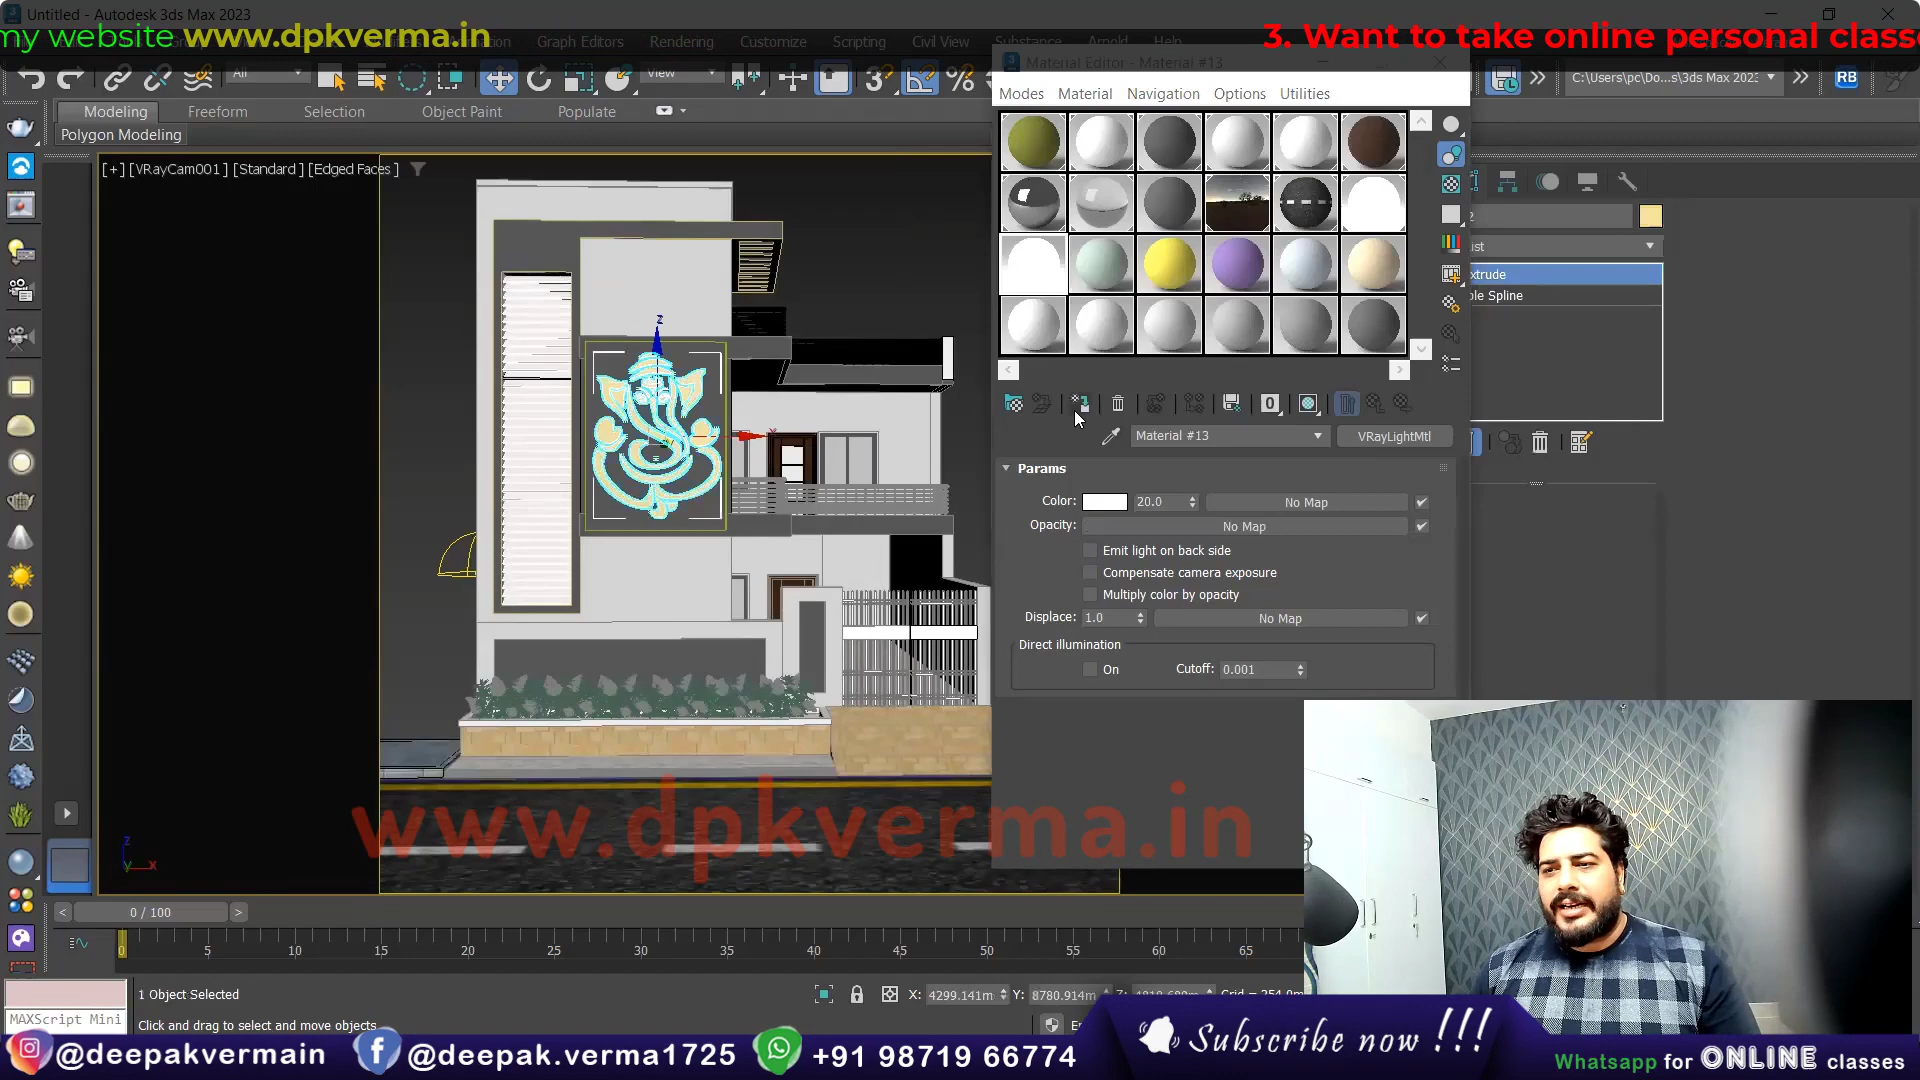 Untitled - Autodesk 3ds Max 2023
my website www.dpkverma.in
3. Want to take online personal classe
Graph Editors Rendering Customize Scripting Civil View Substance Arnold Help
All
View
C:\Users\pc\Do...s\3ds Max 2023
RB
Modeling Freeform Selection Object Paint Populate
Polygon Modeling
[+] [VRayCam001] [Standard] [Edged Faces]
Material Editor - Material #13
Modes Material Navigation Options Utilities
0
Material #13
VRayLightMtl
Params
Color: 20.0 No Map
Opacity: No Map
Emit light on back side
Compensate camera exposure
Multiply color by opacity
Displace: 1.0 No Map
Direct illumination
On Cutoff: 0.001
2
ist
xtrude
ble Spline
z
x
www.dpkverma.in
z
y x
0 / 100
0 5 10 15 20 25 30 35 40 45 50 55 60 65
1 Object Selected
X: 4299.141m Y: 8780.914m Z:
MAXScript Mini
Click and drag to select and move objects
@deepakvermain
@deepak.verma1725
+91 98719 66774
Subscribe now !!!
Whatsapp for ONLINE classes